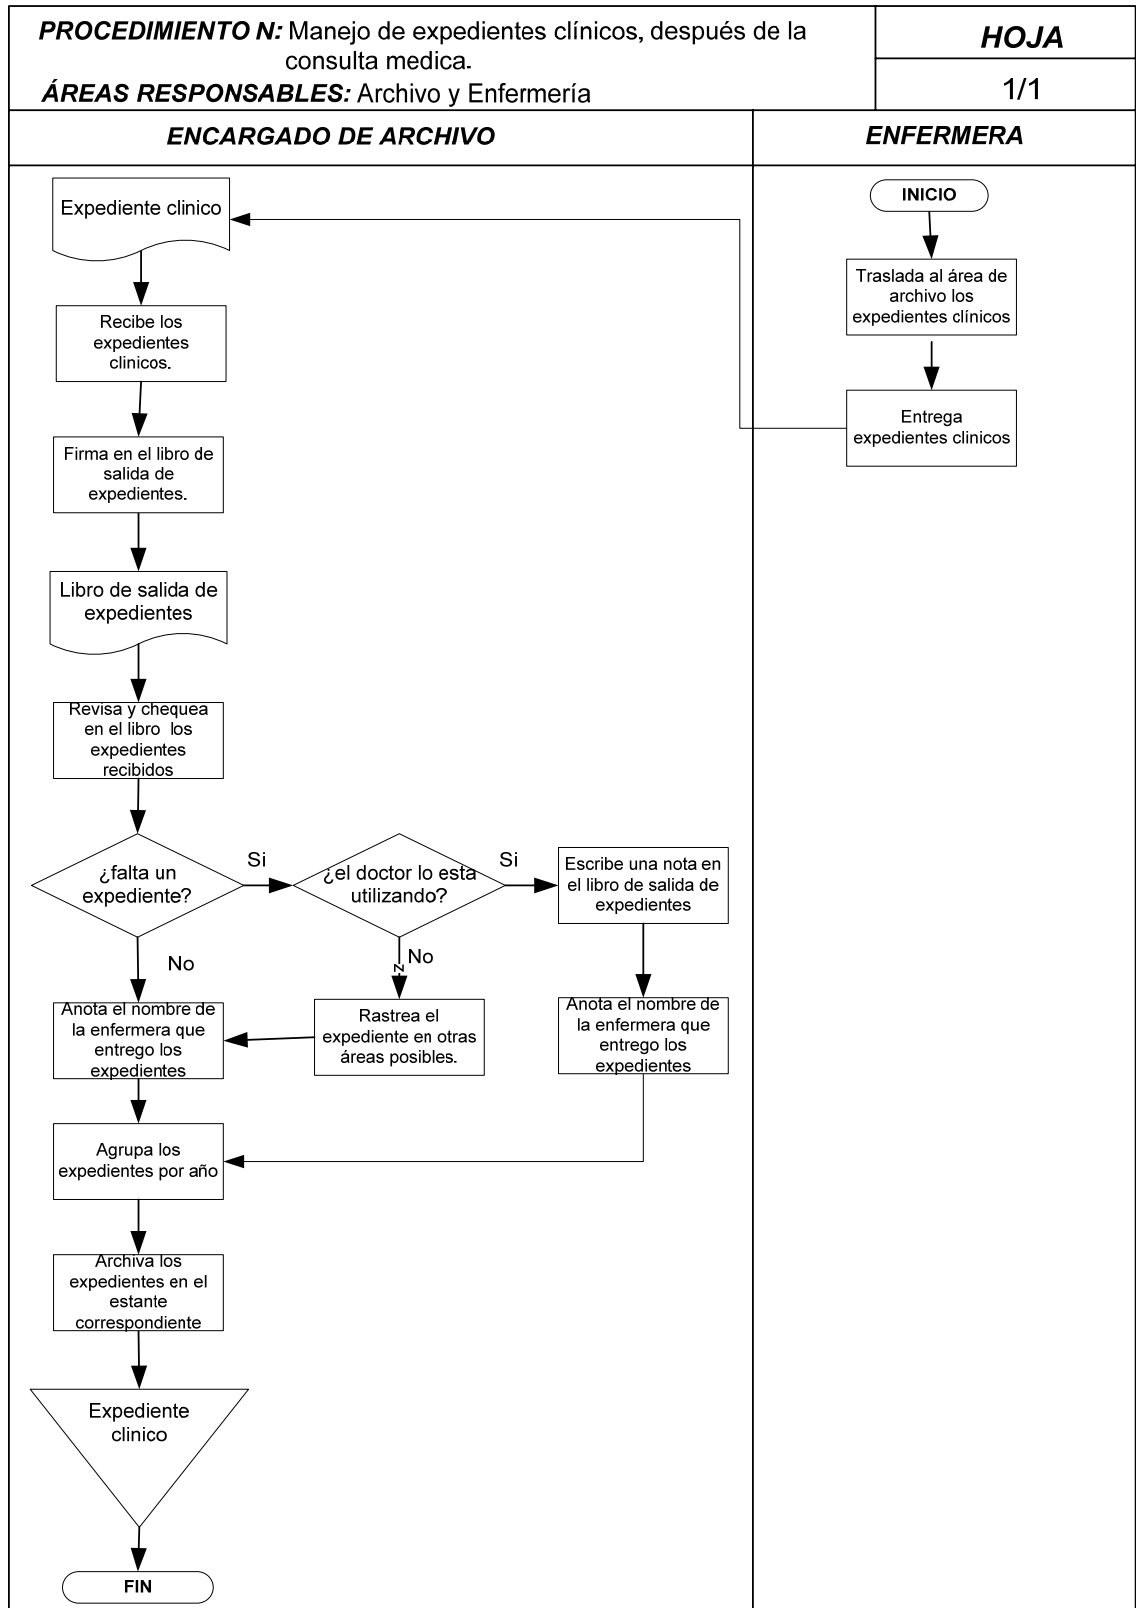 PROCEDIMIENTO N: Manejo de expedientes clínicos, después de la
consulta medica.
ÁREAS RESPONSABLES: Archivo y Enfermería
HOJA
1/1
ENCARGADO DE ARCHIVO
ENFERMERA
INICIO
Traslada al área de
archivo los
expedientes clínicos
Entrega
expedientes clinicos
Expediente clinico
Recibe los
expedientes
clinicos.
Firma en el libro de
salida de
expedientes.
Libro de salida de
expedientes
Revisa y chequea
en el libro los
expedientes
recibidos
¿falta un
expediente?
Si
¿el doctor lo esta
utilizando?
Si
Escribe una nota en
el libro de salida de
expedientes
No
No
z
Anota el nombre de
la enfermera que
entrego los
expedientes
Rastrea el
expediente en otras
áreas posibles.
Anota el nombre de
la enfermera que
entrego los
expedientes
Agrupa los
expedientes por año
Archiva los
expedientes en el
estante
correspondiente
Expediente
clinico
FIN